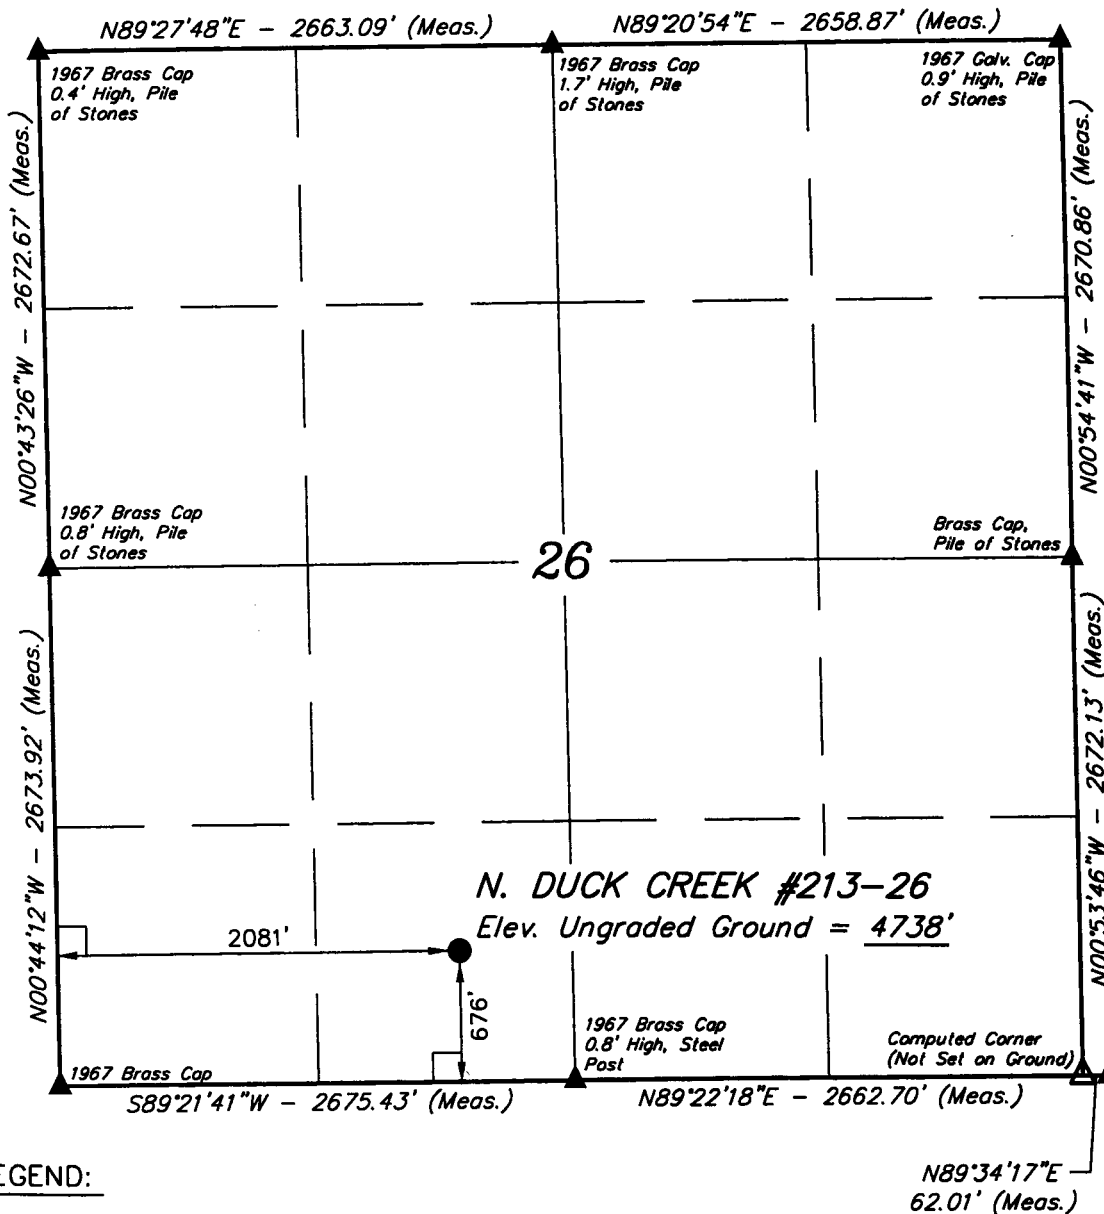 N89°27'48"E - 2663.09' (Meas.)
N89°20'54"E - 2658.87' (Meas.)
1967 Brass Cap
0.4' High, Pile
of Stones
1967 Brass Cap
1.7' High, Pile
of Stones
1967 Galv. Cap
0.9' High, Pile
of Stones
N00°43'26"W - 2672.67' (Meas.)
N00°54'41"W - 2670.86' (Meas.)
1967 Brass Cap
0.8' High, Pile
of Stones
26
Brass Cap,
Pile of Stones
N00°44'12"W - 2673.92' (Meas.)
N00°53'46"W - 2672.13' (Meas.)
N. DUCK CREEK #213-26
Elev. Ungraded Ground = 4738'
2081'
676'
1967 Brass Cap
0.8' High, Steel
Post
Computed Corner
(Not Set on Ground)
1967 Brass Cap
S89°21'41"W - 2675.43' (Meas.)
N89°22'18"E - 2662.70' (Meas.)
EGEND:
N89°34'17"E
62.01' (Meas.)